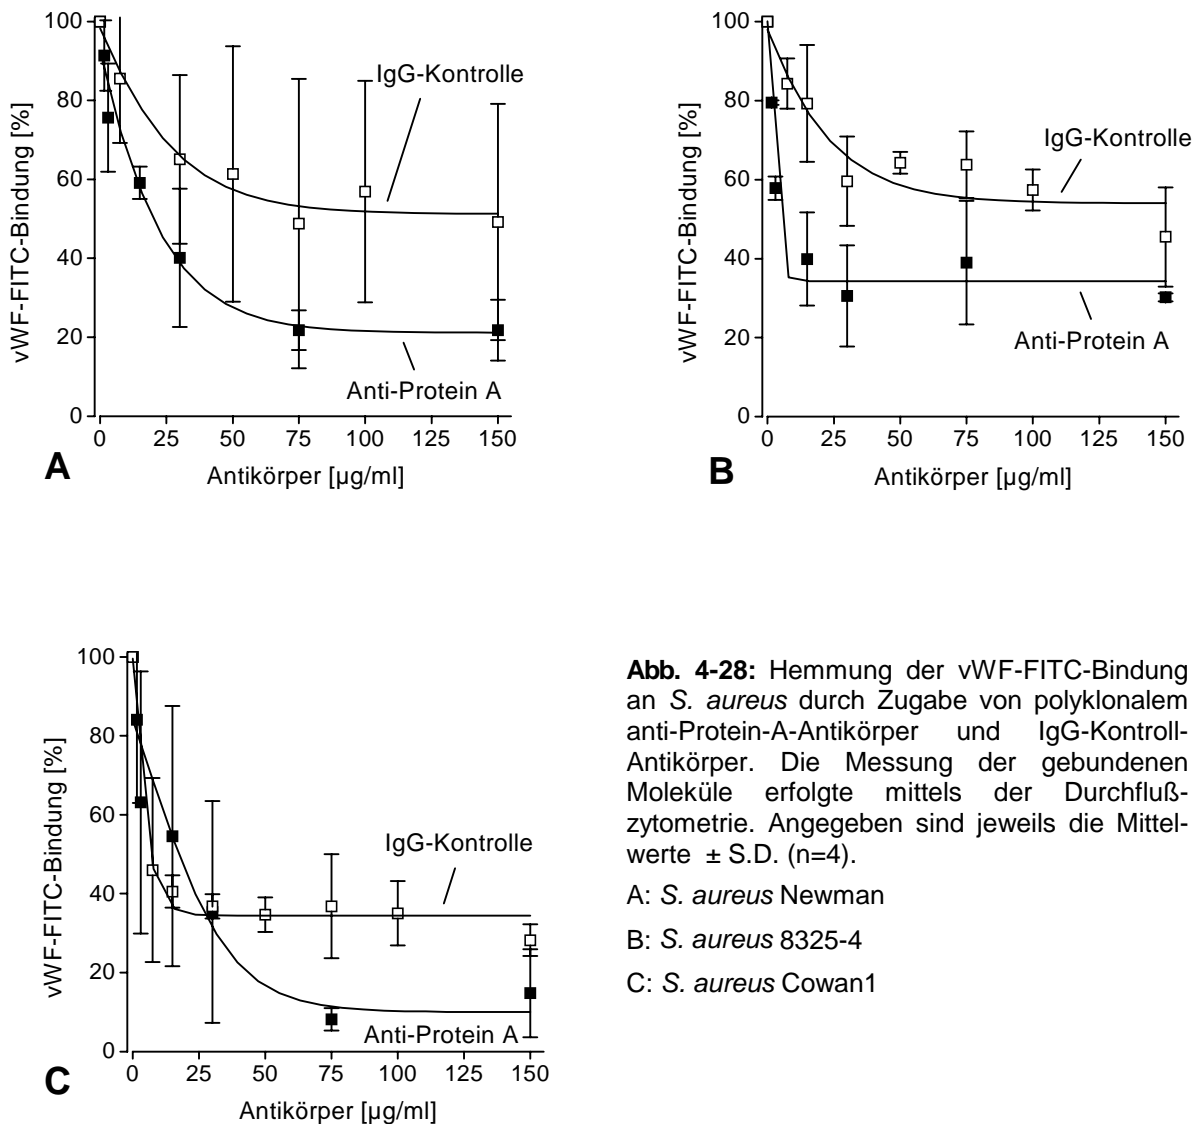 100
80
60
40
20
0
vWF-FITC-Bindung [%]
IgG-Kontrolle
Anti-Protein A
0 25 50 75 100 125 150
Antikörper [µg/ml]
A
100
80
60
40
20
0
vWF-FITC-Bindung [%]
IgG-Kontrolle
Anti-Protein A
0 25 50 75 100 125 150
Antikörper [µg/ml]
B
100
80
60
40
20
0
vWF-FITC-Bindung [%]
IgG-Kontrolle
Anti-Protein A
0 25 50 75 100 125 150
Antikörper [µg/ml]
C
Abb. 4-28: Hemmung der vWF-FITC-Bindung
an S. aureus durch Zugabe von polyklonalem
anti-Protein-A-Antikörper und IgG-Kontroll-
Antikörper. Die Messung der gebundenen
Moleküle erfolgte mittels der Durchfluß-
zytometrie. Angegeben sind jeweils die Mittel-
werte ± S.D. (n=4).
A: S. aureus Newman
B: S. aureus 8325-4
C: S. aureus Cowan1